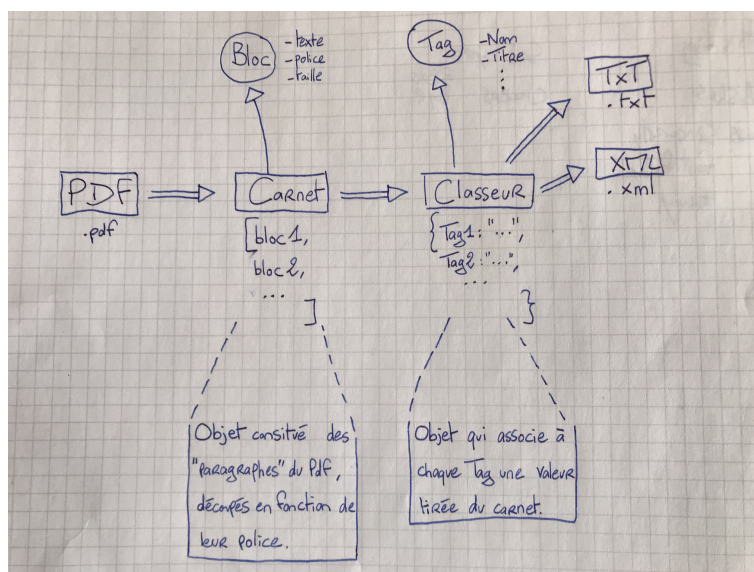 Bloc
-texte
-police
-taille
Tag
-Nom
-Titre
⋮
TxT
.txt
XML
.xml
PDF
.pdf
Carnet
[bloc1,
bloc2,
...
]
Classeur
{Tag1:"...",
Tag2:"...",
...
}
Objet consitué des
"paragraphes" du Pdf,
découpés en fonction de
leur police.
Objet qui associe à
chaque Tag une valeur
tirée du carnet.